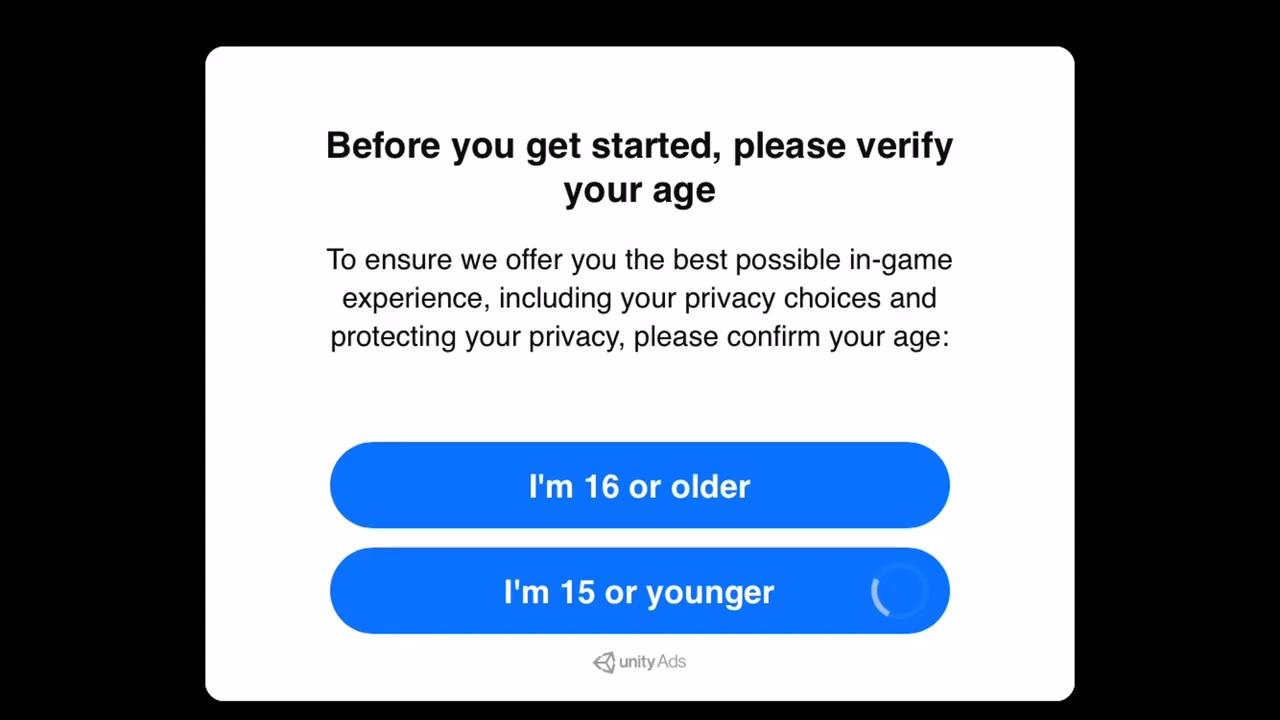 Before you get started, please verify
your age
To ensure we offer you the best possible in-game
experience, including your privacy choices and
protecting your privacy, please confirm your age:
I'm 16 or older
I'm 15 or younger
unity Ads